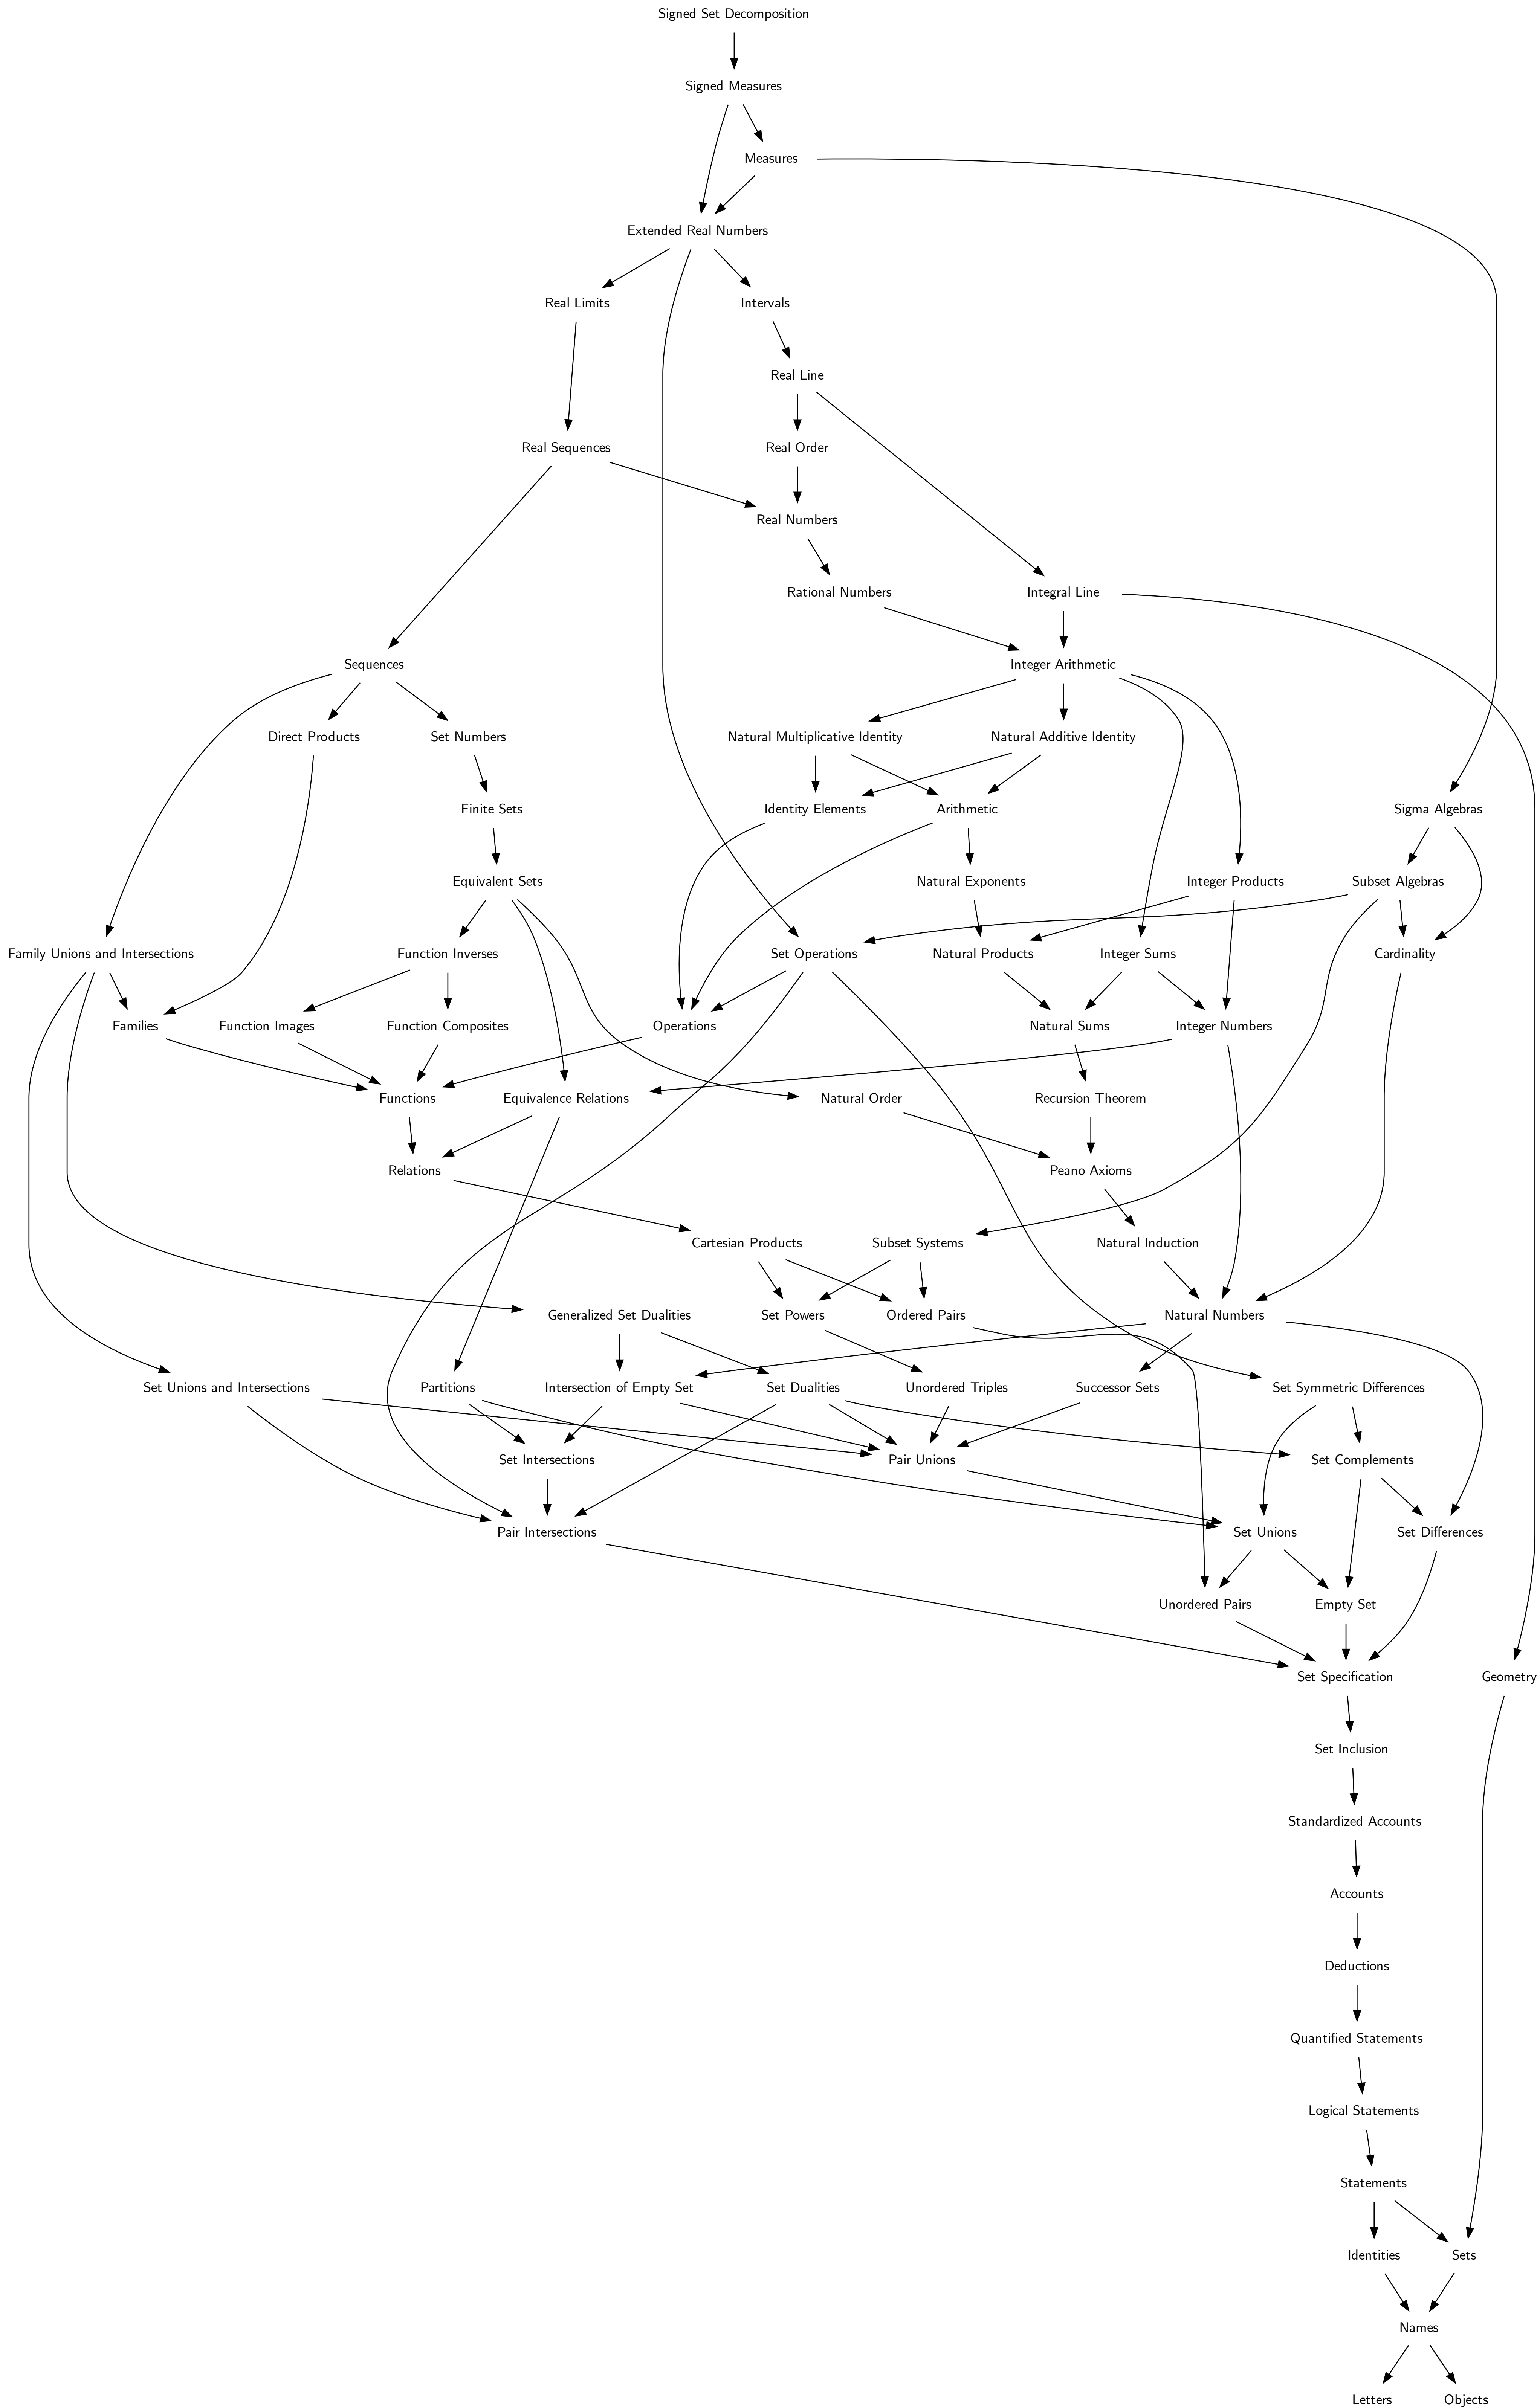 Signed Set Decomposition
Signed Measures
Measures
Extended Real Numbers
Real Limits
Intervals
Real Line
Real Sequences
Real Order
Real Numbers
Rational Numbers
Integral Line
Sequences
Integer Arithmetic
Direct Products
Set Numbers
Natural Multiplicative Identity
Natural Additive Identity
Finite Sets
Identity Elements
Arithmetic
Sigma Algebras
Equivalent Sets
Natural Exponents
Integer Products
Subset Algebras
Family Unions and Intersections
Function Inverses
Set Operations
Natural Products
Integer Sums
Cardinality
Families
Function Images
Function Composites
Operations
Natural Sums
Integer Numbers
Functions
Equivalence Relations
Natural Order
Recursion Theorem
Relations
Peano Axioms
Cartesian Products
Subset Systems
Natural Induction
Generalized Set Dualities
Set Powers
Ordered Pairs
Natural Numbers
Set Unions and Intersections
Partitions
Intersection of Empty Set
Set Dualities
Unordered Triples
Successor Sets
Set Symmetric Differences
Set Intersections
Pair Unions
Set Complements
Pair Intersections
Set Unions
Set Differences
Unordered Pairs
Empty Set
Set Specification
Geometry
Set Inclusion
Standardized Accounts
Accounts
Deductions
Quantified Statements
Logical Statements
Statements
Identities
Sets
Names
Letters
Objects